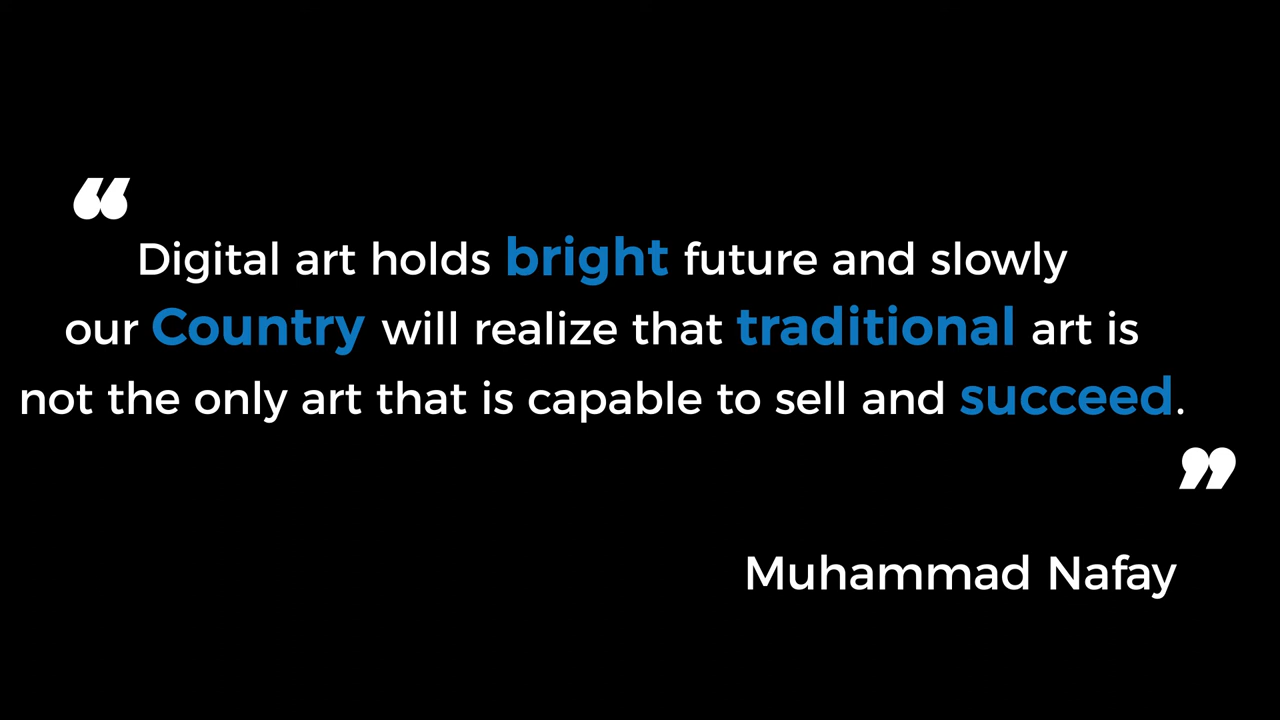 “
Digital art holds bright future and slowly
our Country will realize that traditional art is
not the only art that is capable to sell and succeed.
”
Muhammad Nafay